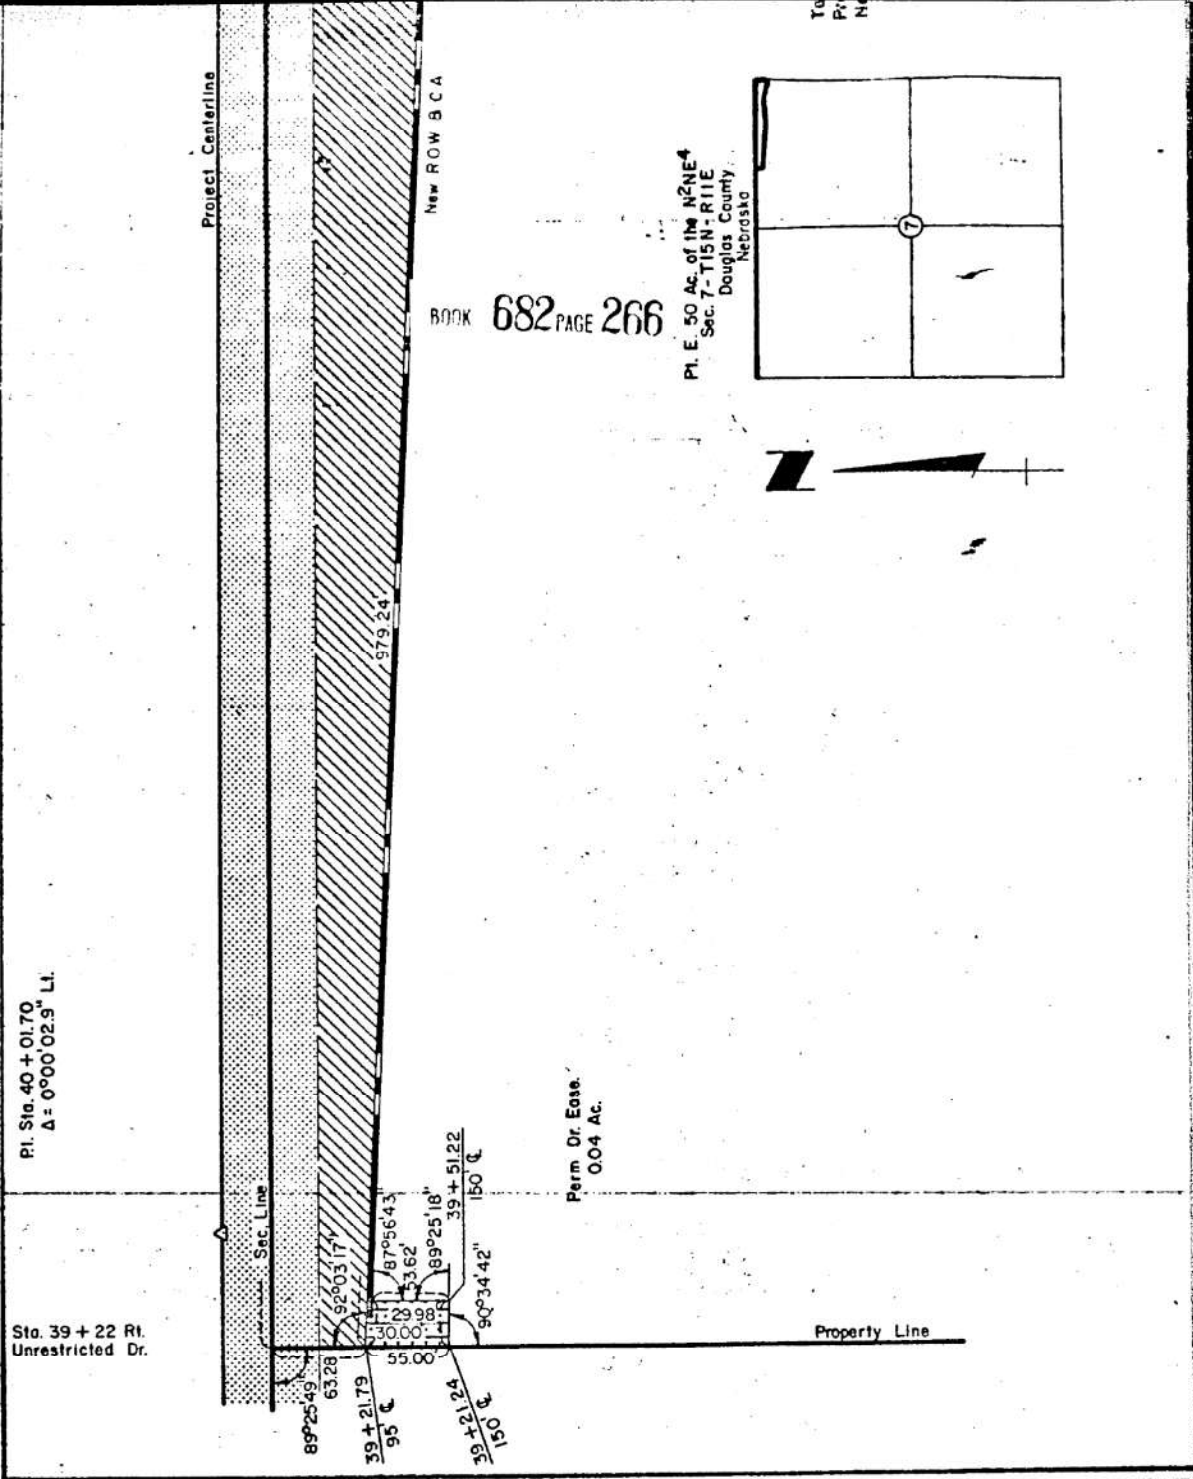 P.I. Sta. 40 + 01.70
Δ = 0°00'02.9" Lt.
Sta. 39 + 22 Rt.
Unrestricted Dr.
Project Centerline
Sec. Line
New ROW & CA
979.24'
BOOK 682 PAGE 266
Pt. E. 50 Ac. of the N2NE4
Sec. 7-T15N-R11E
Douglas County
Nebraska
7
N
Perm Dr. Ease.
0.04 Ac.
92°03'17"
87°56'43"
53.62'
89°25'18"
39 + 51.22
150' ℄
90°34'42"
29.98
30.00'
55.00'
89°25'49"
63.28
39 + 21.79
95' ℄
39 + 21.24
150' ℄
Property Line